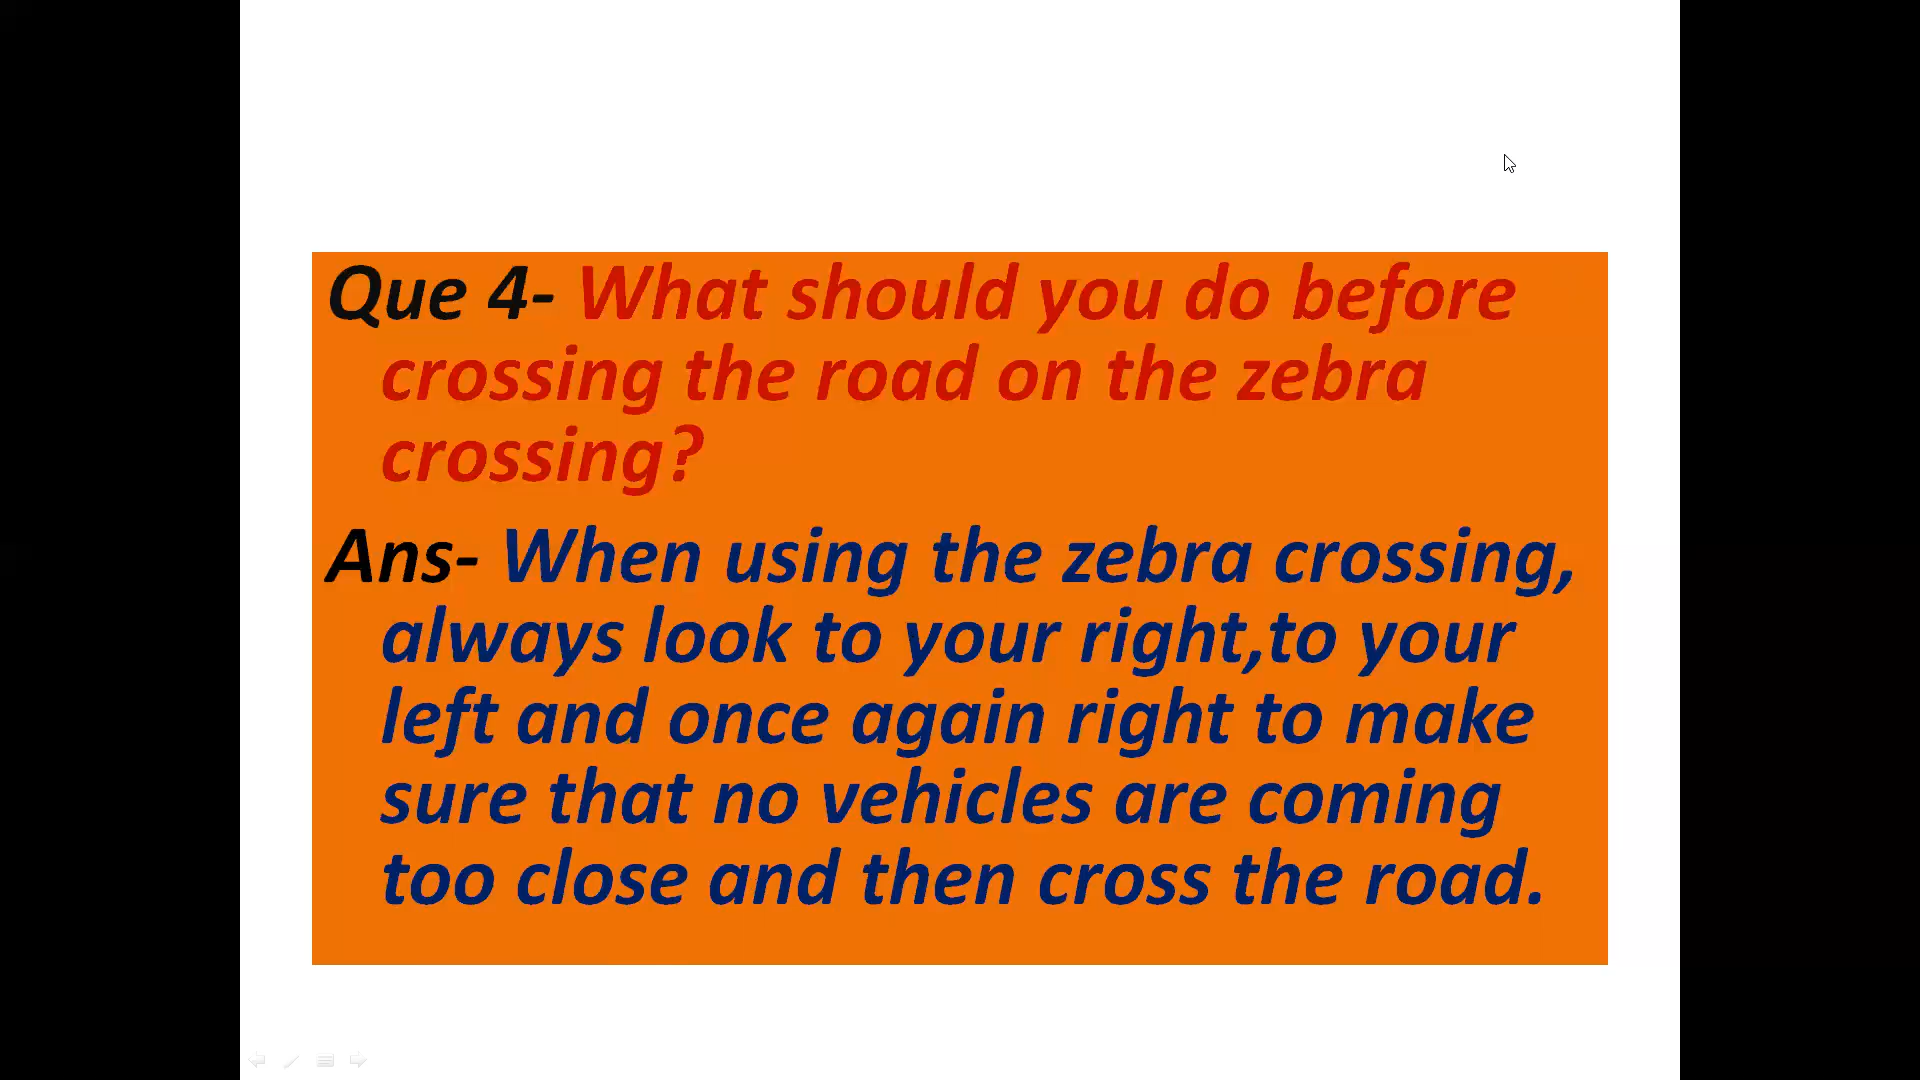 Que 4- What should you do before
crossing the road on the zebra
crossing?
Ans- When using the zebra crossing,
always look to your right,to your
left and once again right to make
sure that no vehicles are coming
too close and then cross the road.